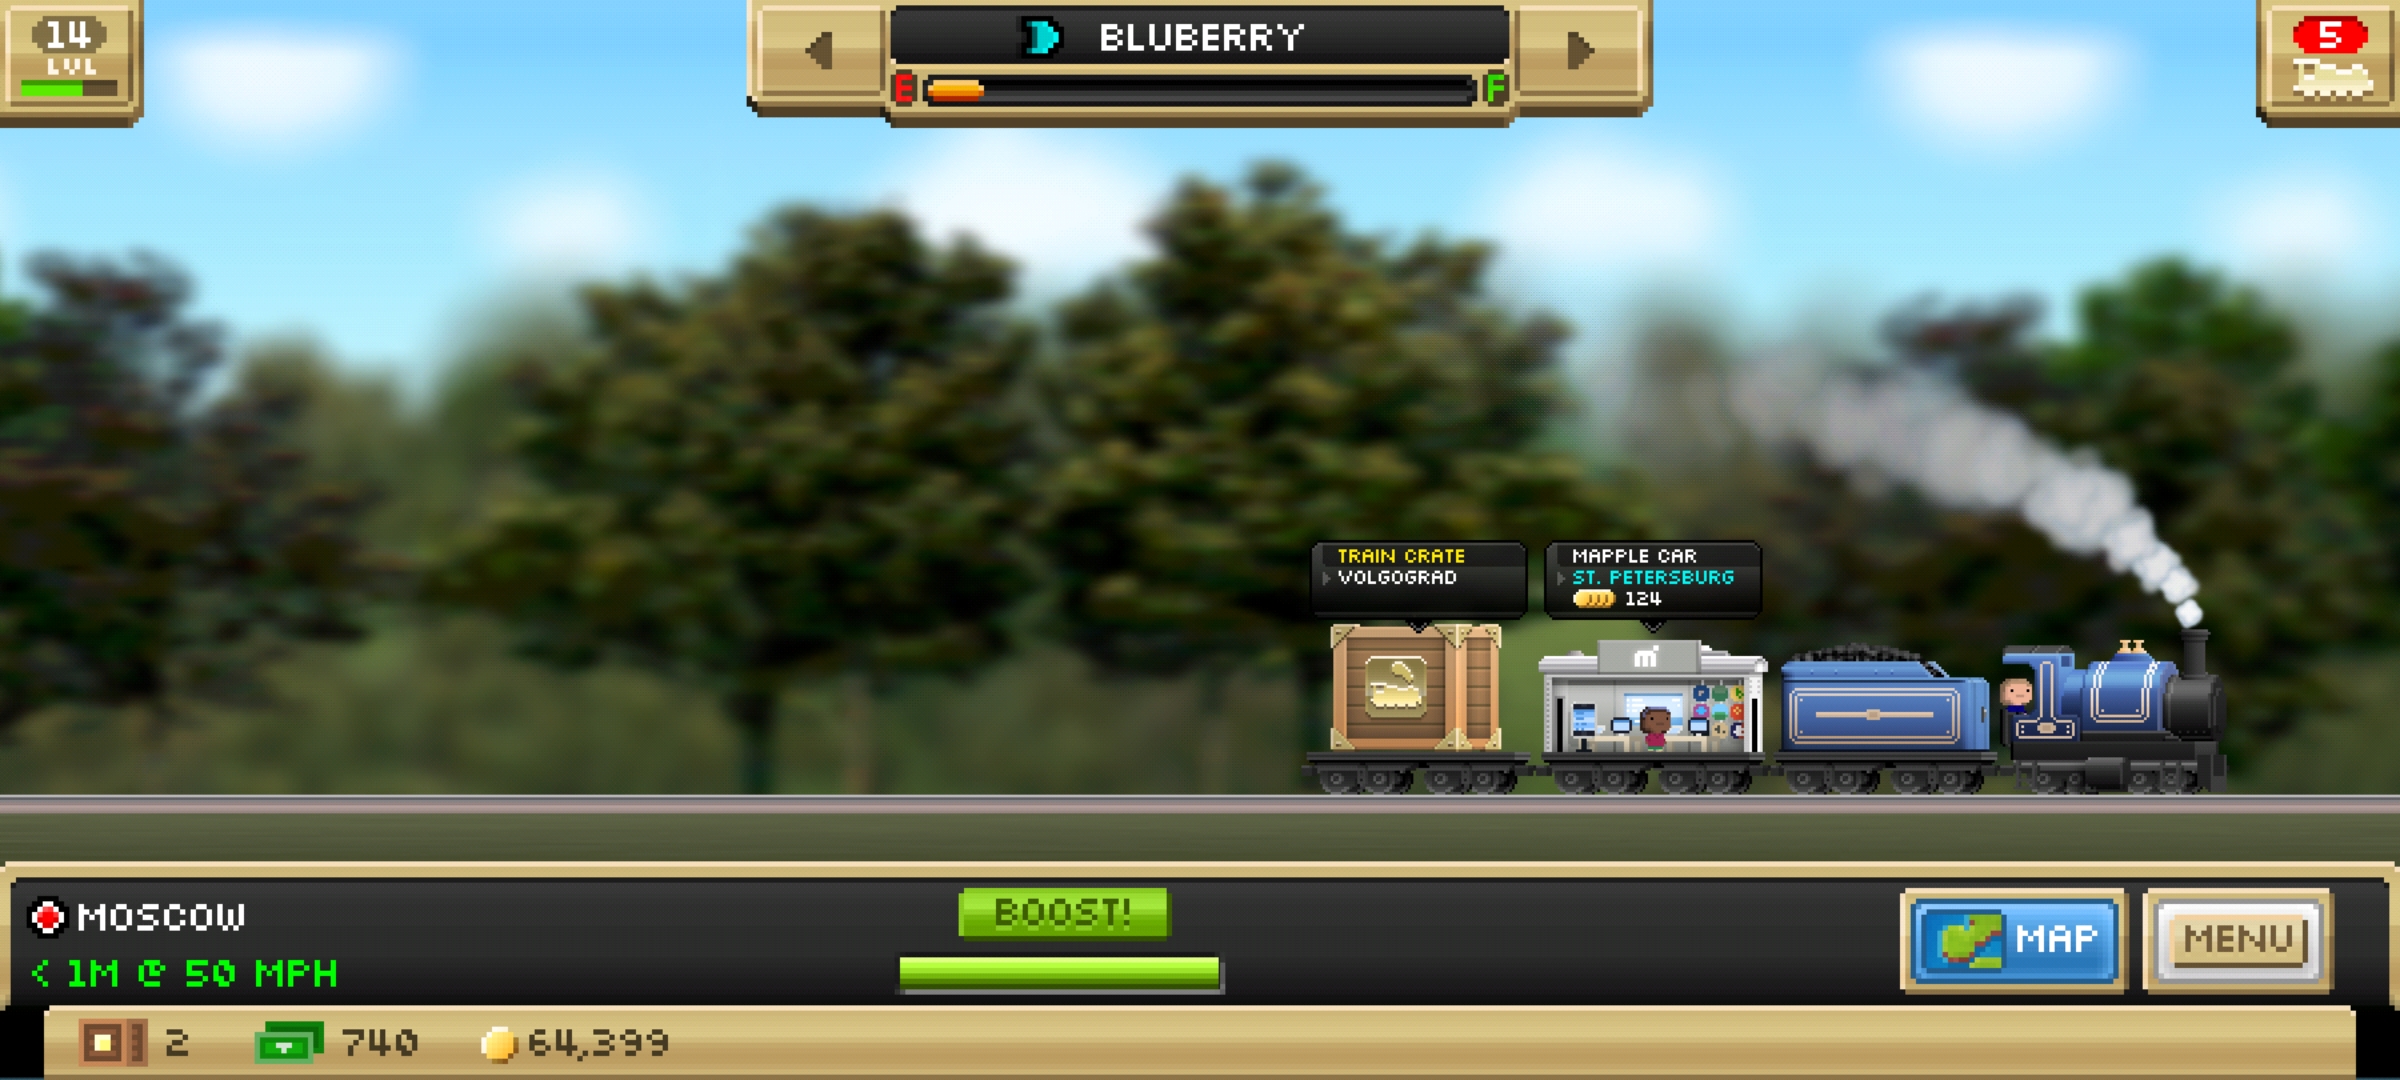 14
LVL
BLUBERRY
E F
5
TRAIN CRATE
VOLGOGRAD
MAPPLE CAR
ST. PETERSBURG
124
m
MOSCOW
< 1M @ 50 MPH
BOOST!
MAP
MENU
2
740
64,399